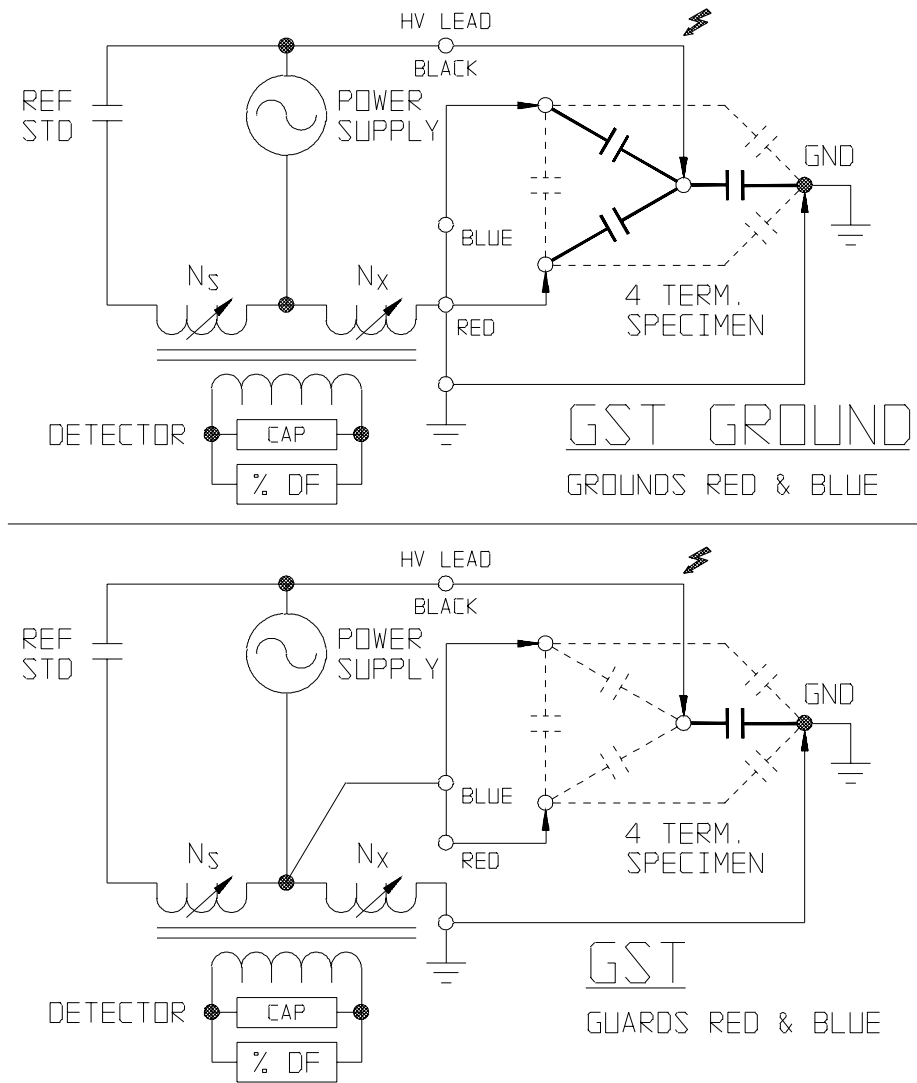 HV LEAD
BLACK
REF
STD
POWER
SUPPLY
GND
BLUE
NS
NX
RED
4 TERM.
SPECIMEN
DETECTOR
CAP
% DF
GST GROUND
GROUNDS RED & BLUE
HV LEAD
BLACK
REF
STD
POWER
SUPPLY
GND
BLUE
RED
NS
NX
4 TERM.
SPECIMEN
DETECTOR
CAP
% DF
GST
GUARDS RED & BLUE